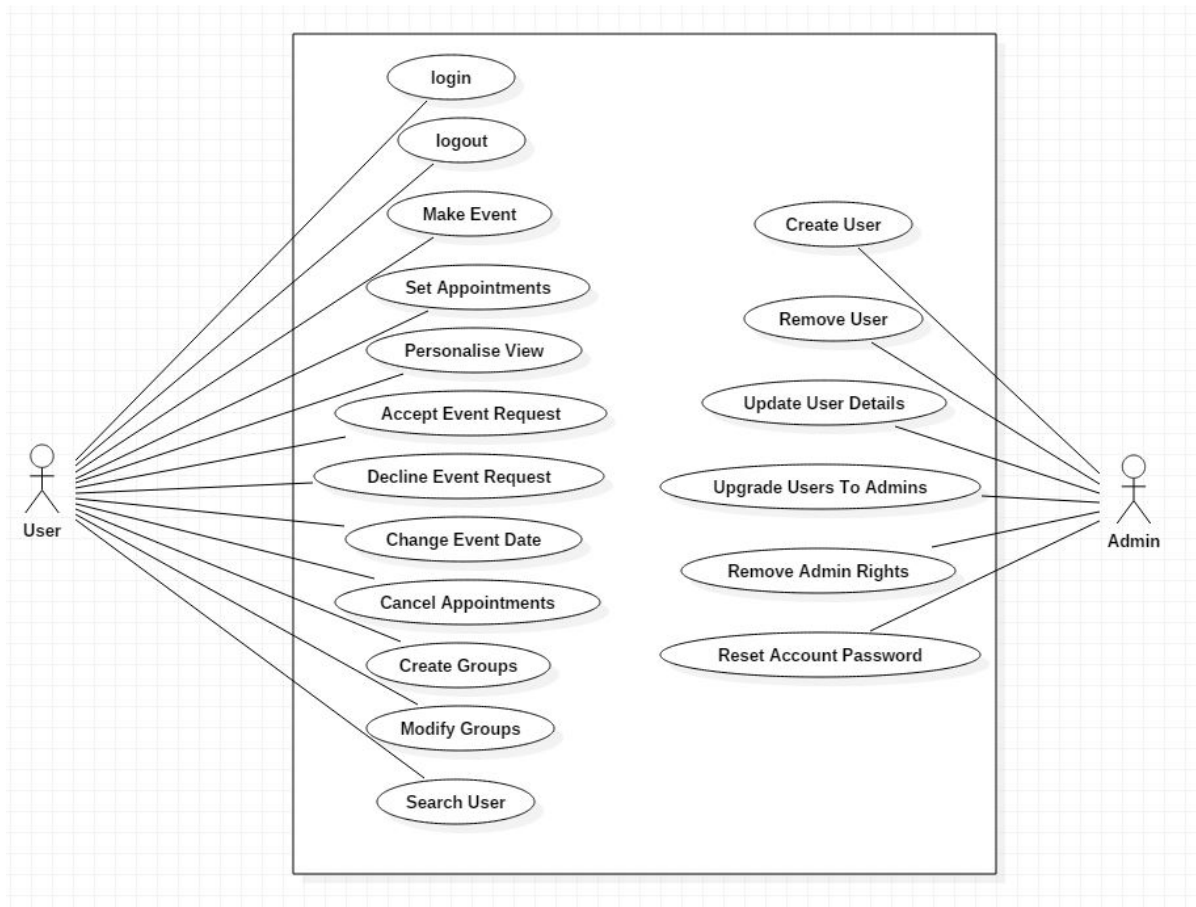 login
logout
Make Event
Set Appointments
Personalise View
Accept Event Request
Decline Event Request
Change Event Date
Cancel Appointments
Create Groups
Modify Groups
Search User
User
Create User
Remove User
Update User Details
Upgrade Users To Admins
Remove Admin Rights
Reset Account Password
Admin